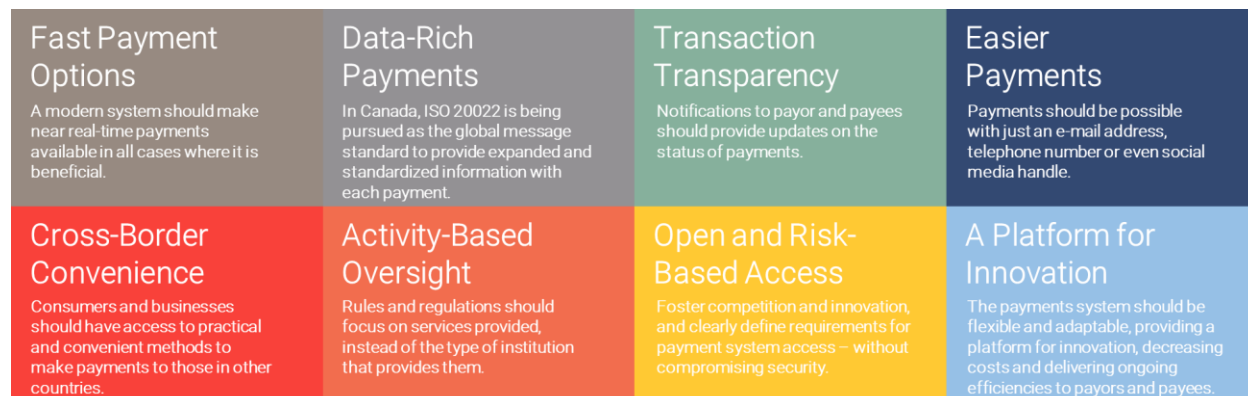 Fast Payment
Options
A modern system should make
near real-time payments
available in all cases where it is
beneficial.
Data-Rich
Payments
In Canada, ISO 20022 is being
pursued as the global message
standard to provide expanded and
standardized information with
each payment.
Transaction
Transparency
Notifications to payor and payees
should provide updates on the
status of payments.
Easier
Payments
Payments should be possible
with just an e-mail address,
telephone number or even social
media handle.
Cross-Border
Convenience
Consumers and businesses
should have access to practical
and convenient methods to
make payments to those in other
countries.
Activity-Based
Oversight
Rules and regulations should
focus on services provided,
instead of the type of institution
that provides them.
Open and Risk-
Based Access
Foster competition and innovation,
and clearly define requirements for
payment system access – without
compromising security.
A Platform for
Innovation
The payments system should be
flexible and adaptable, providing a
platform for innovation, decreasing
costs and delivering ongoing
efficiencies to payors and payees.